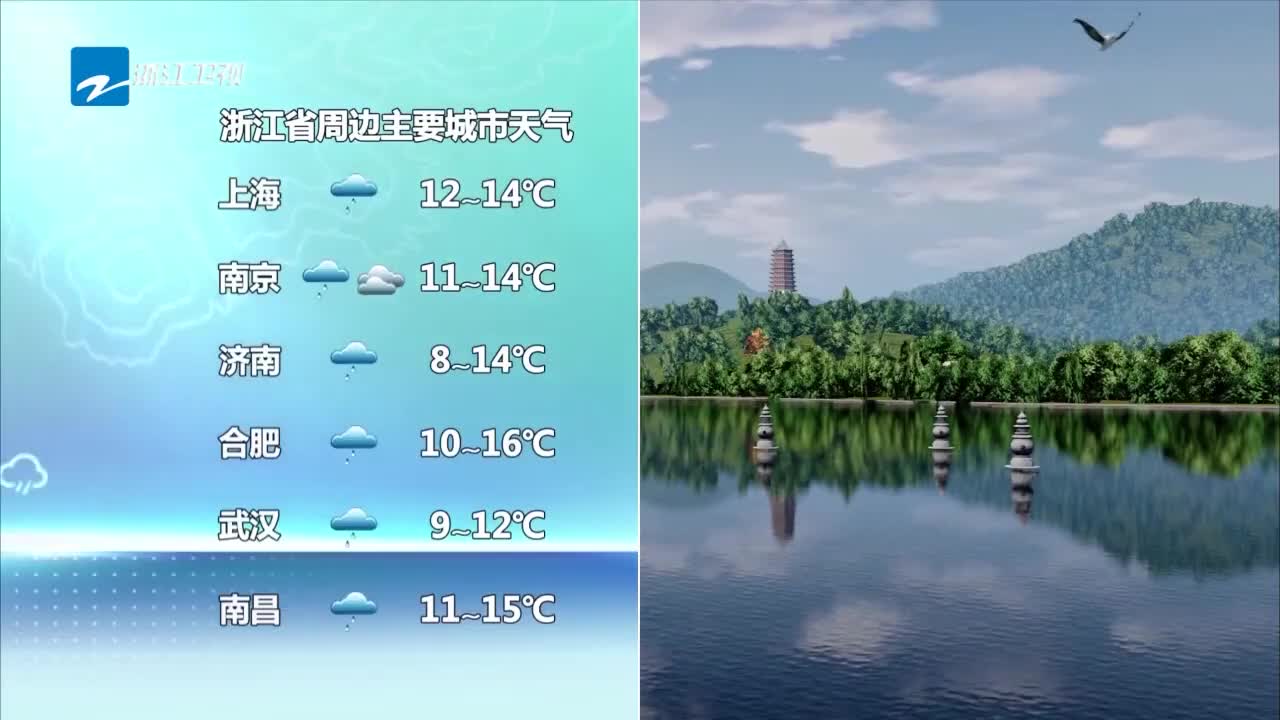 浙江卫视
浙江省周边主要城市天气
上海 12~14℃
南京 11~14℃
济南 8~14℃
合肥 10~16℃
武汉 9~12℃
南昌 11~15℃